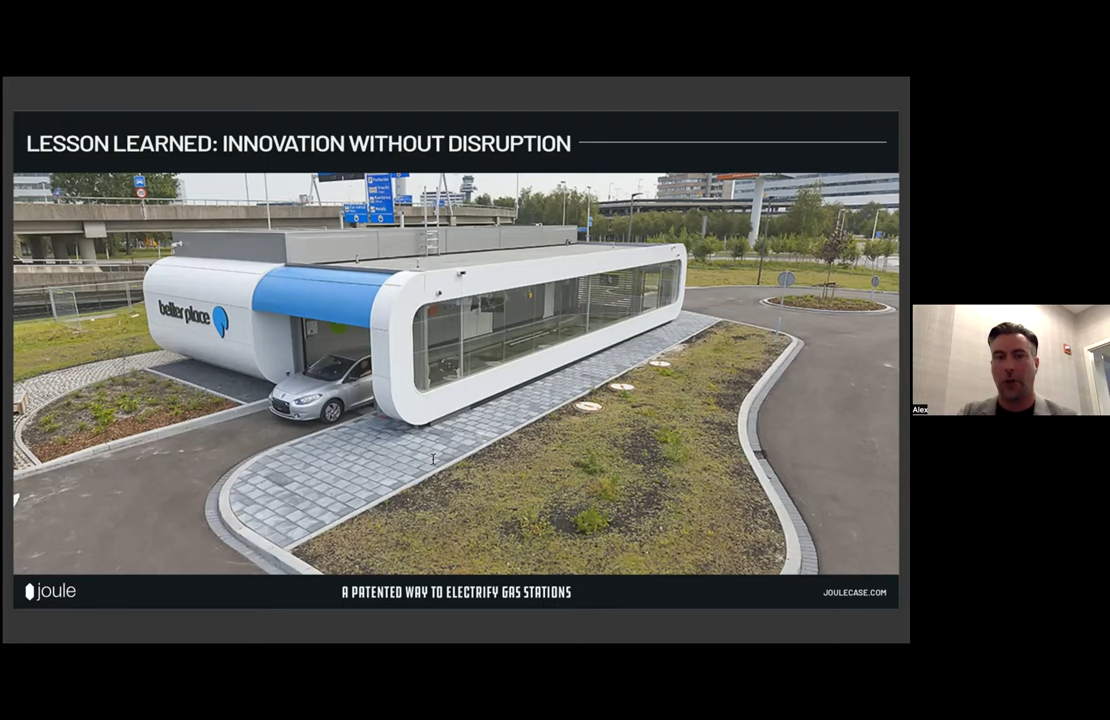 LESSON LEARNED: INNOVATION WITHOUT DISRUPTION
better place
joule
A PATENTED WAY TO ELECTRIFY GAS STATIONS
JOULECASE.COM
Alex